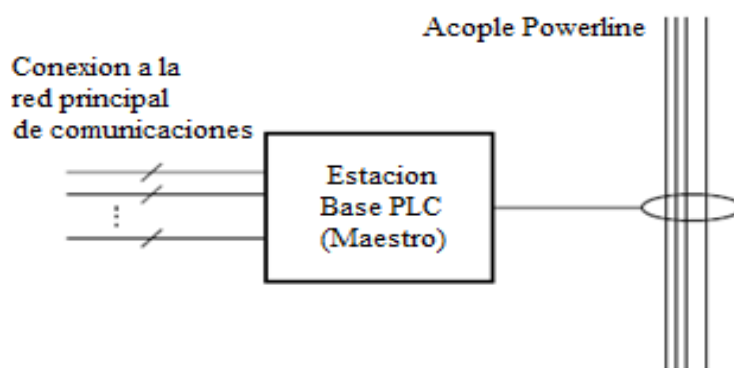 Acople Powerline
Conexion a la
red principal
de comunicaciones
Estacion
Base PLC
(Maestro)